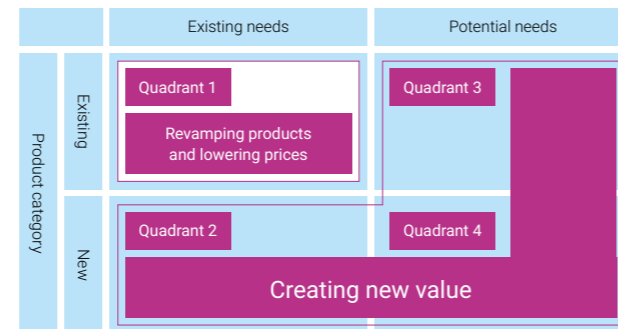 Existing needs
Potential needs
Product category
Existing
Quadrant 1
Revamping products
and lowering prices
Quadrant 3
New
Quadrant 2
Quadrant 4
Creating new value